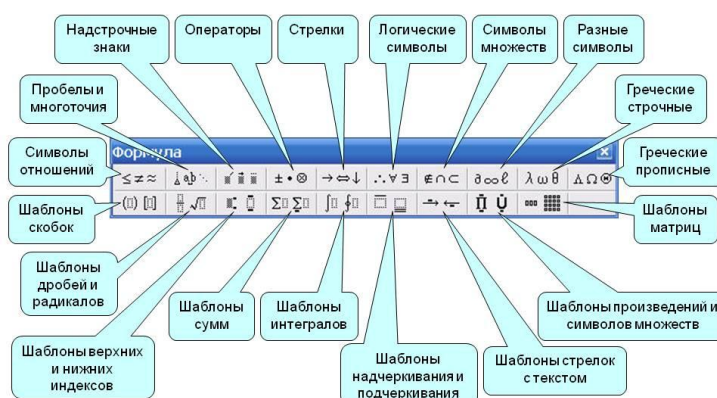 Надстрочные
знаки
Операторы
Стрелки
Логические
символы
Символы
множеств
Разные
символы
Пробелы и
многоточия
Греческие
строчные
Символы
отношений
Формула
Греческие
прописные
≤≠≈
±•⊗
→⇔↓
∴∀∃
∉∩⊂
∂∞ℓ
λωθ
ΛΩ⊛
Шаблоны
скобок
Шаблоны
матриц
Шаблоны
дробей и
радикалов
Шаблоны
сумм
Шаблоны
интегралов
Шаблоны произведений и
символов множеств
Шаблоны верхних
и нижних
индексов
Шаблоны
надчеркивания и
подчеркивания
Шаблоны стрелок
с текстом